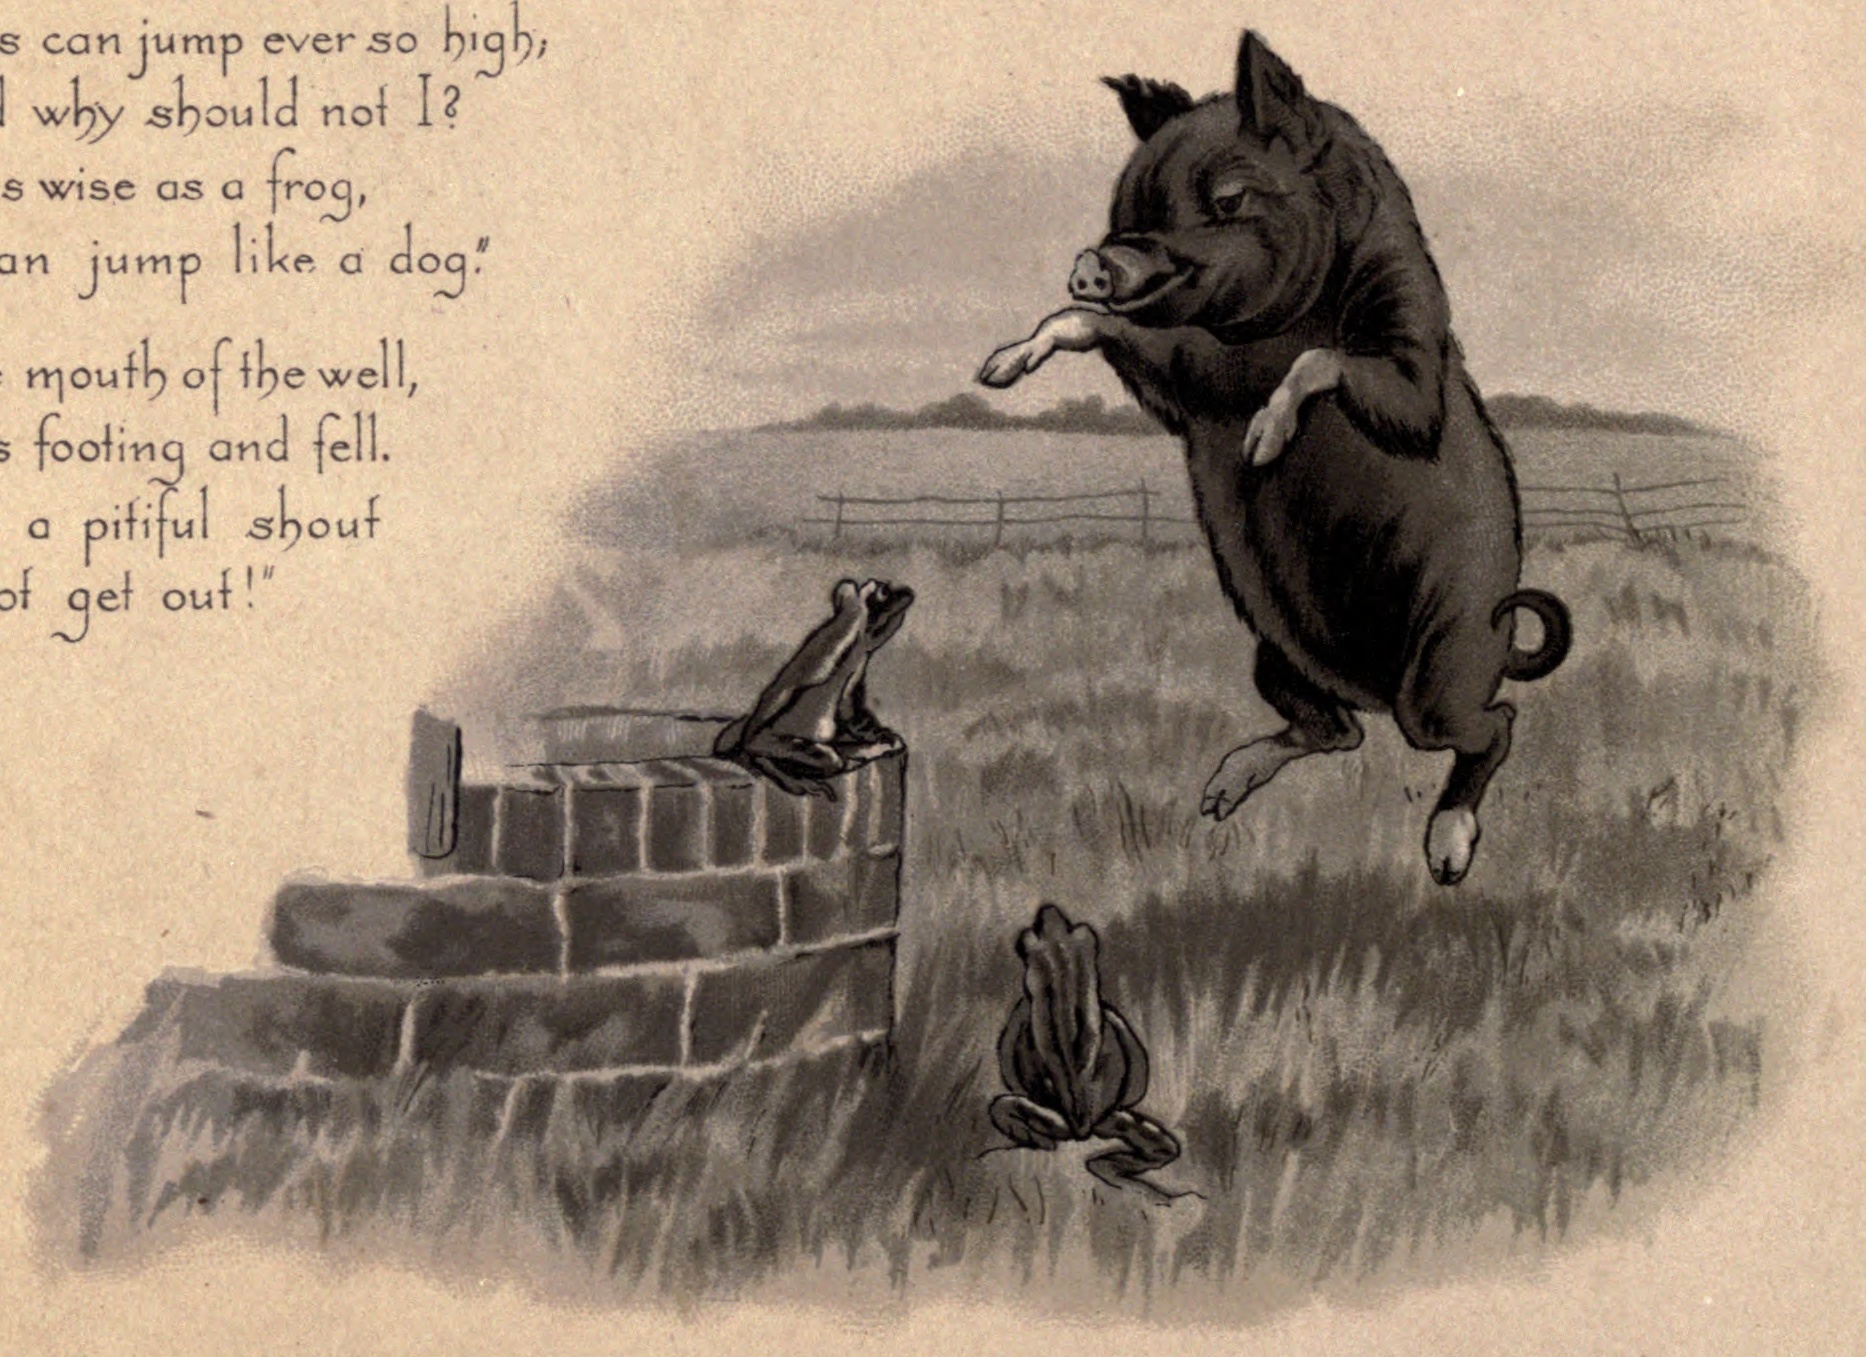 s can jump ever so high;
why should not I?
s wise as a frog,
an jump like a dog."
mouth of the well,
s footing and fell.
a pitiful shout
ot get out!"